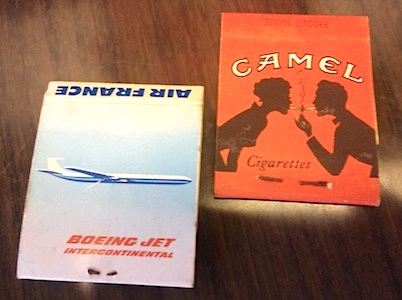 AIR FRANCE
BOEING JET
INTERCONTINENTAL
CAMEL
Cigarettes